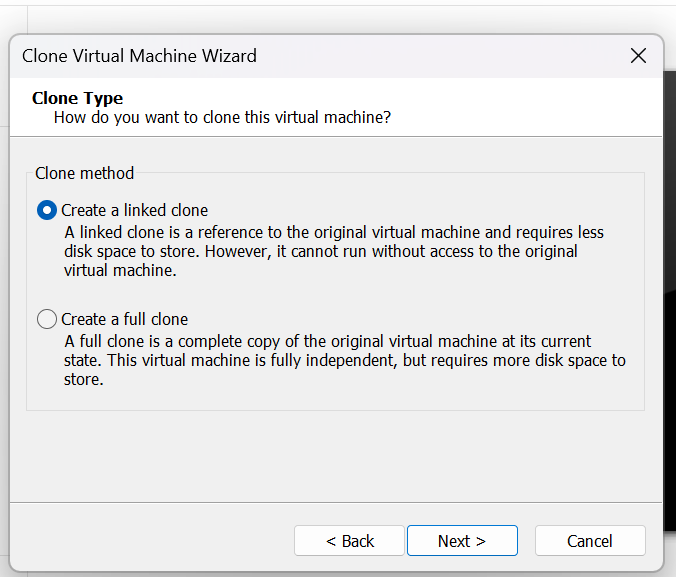 Clone Virtual Machine Wizard
Clone Type
How do you want to clone this virtual machine?
Clone method
Create a linked clone
A linked clone is a reference to the original virtual machine and requires less
disk space to store. However, it cannot run without access to the original
virtual machine.
Create a full clone
A full clone is a complete copy of the original virtual machine at its current
state. This virtual machine is fully independent, but requires more disk space to
store.
< Back
Next >
Cancel